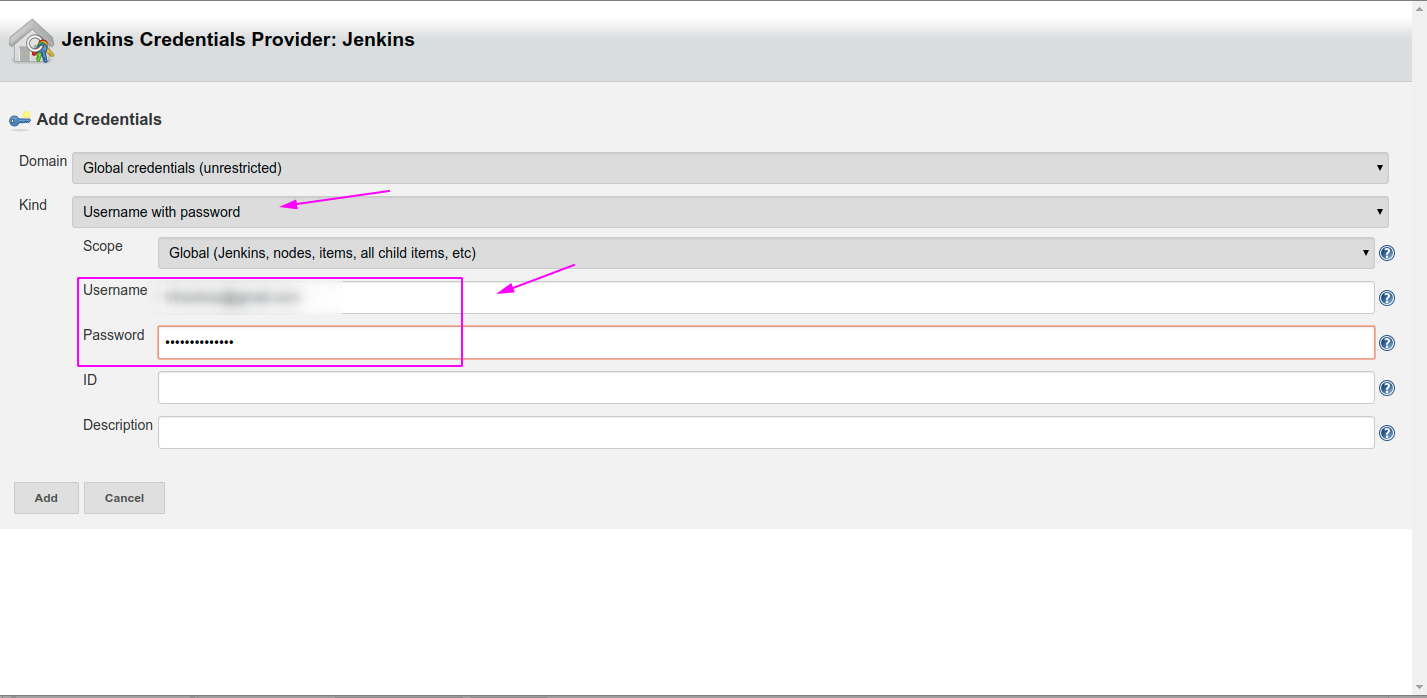 Jenkins Credentials Provider: Jenkins
Add Credentials
Domain Global credentials (unrestricted)
Kind Username with password
Scope Global (Jenkins, nodes, items, all child items, etc)
Username
Password ••••••••••••••
ID
Description
Add Cancel